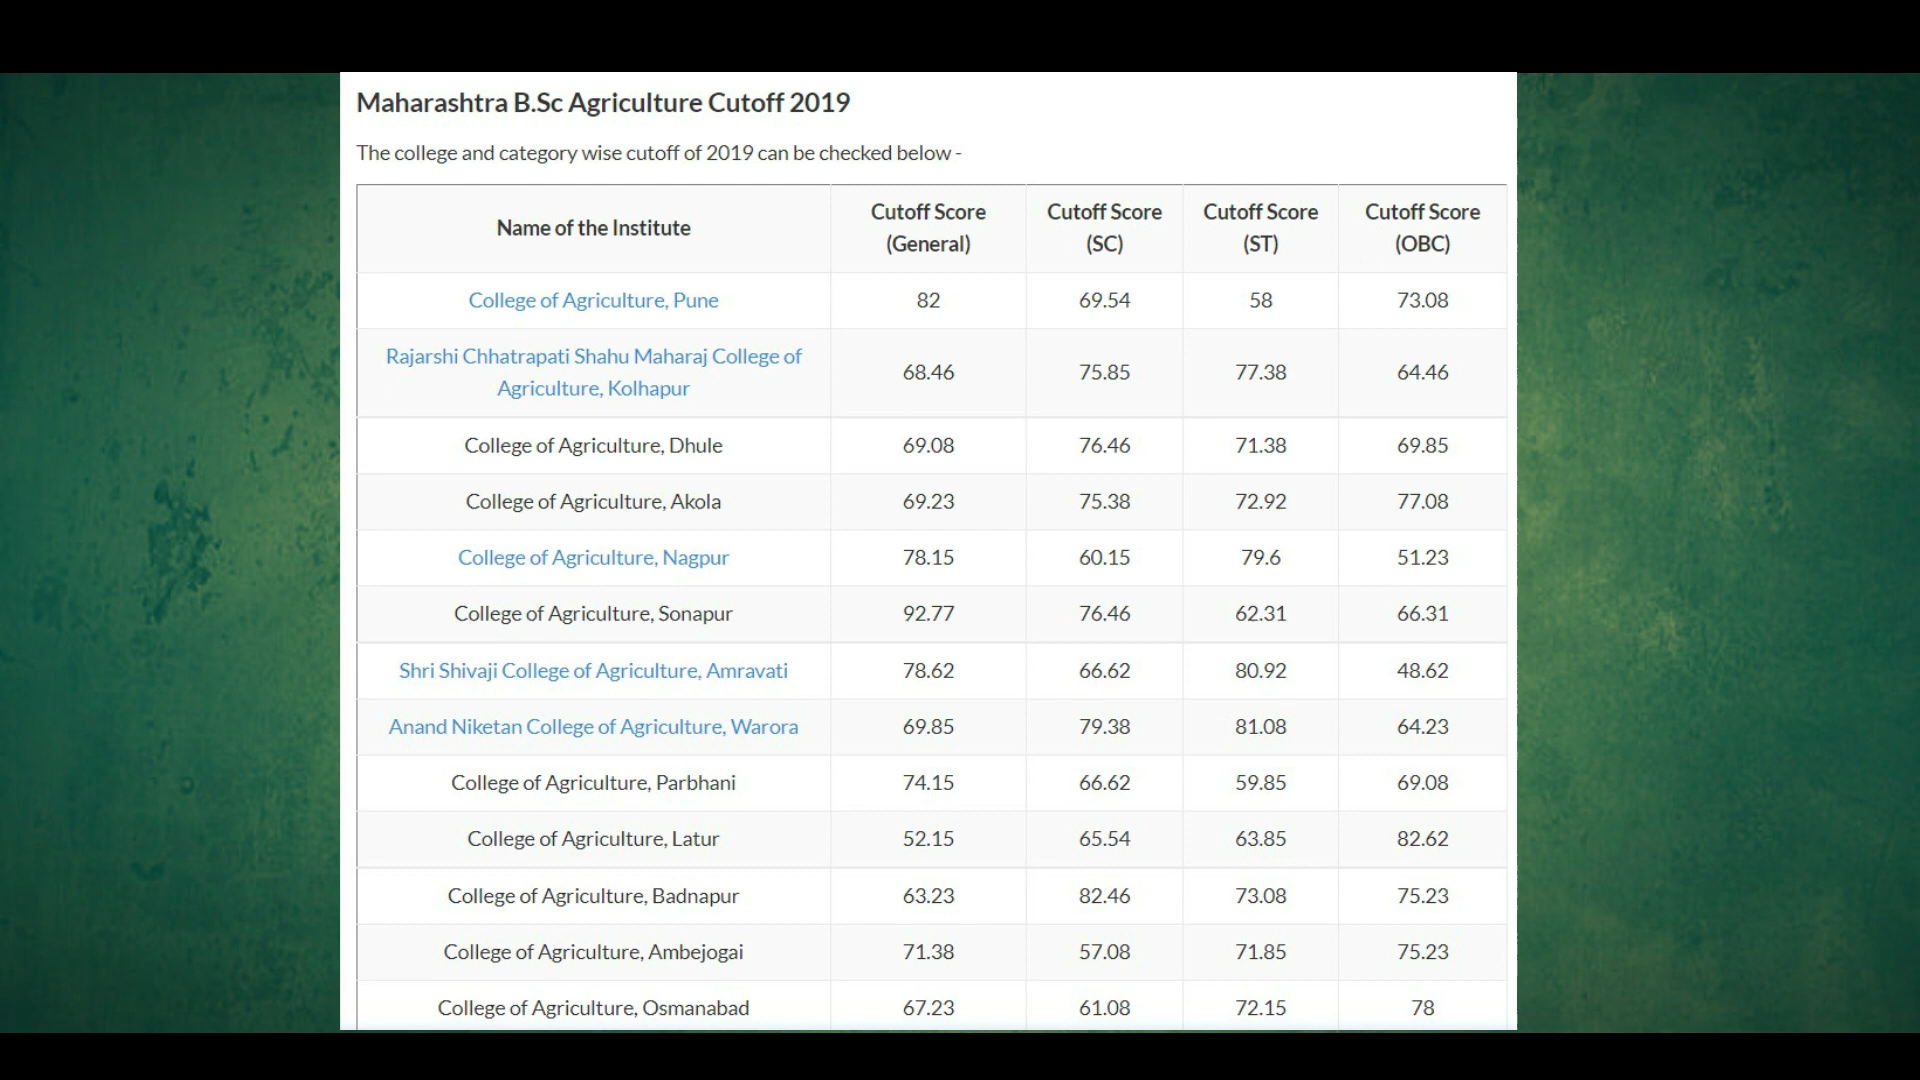 Maharashtra B.Sc Agriculture Cutoff 2019
The college and category wise cutoff of 2019 can be checked below -
Name of the Institute Cutoff Score (General) Cutoff Score (SC) Cutoff Score (ST) Cutoff Score (OBC)
College of Agriculture, Pune 82 69.54 58 73.08
Rajarshi Chhatrapati Shahu Maharaj College of
Agriculture, Kolhapur 68.46 75.85 77.38 64.46
College of Agriculture, Dhule 69.08 76.46 71.38 69.85
College of Agriculture, Akola 69.23 75.38 72.92 77.08
College of Agriculture, Nagpur 78.15 60.15 79.6 51.23
College of Agriculture, Sonapur 92.77 76.46 62.31 66.31
Shri Shivaji College of Agriculture, Amravati 78.62 66.62 80.92 48.62
Anand Niketan College of Agriculture, Warora 69.85 79.38 81.08 64.23
College of Agriculture, Parbhani 74.15 66.62 59.85 69.08
College of Agriculture, Latur 52.15 65.54 63.85 82.62
College of Agriculture, Badnapur 63.23 82.46 73.08 75.23
College of Agriculture, Ambejogai 71.38 57.08 71.85 75.23
College of Agriculture, Osmanabad 67.23 61.08 72.15 78